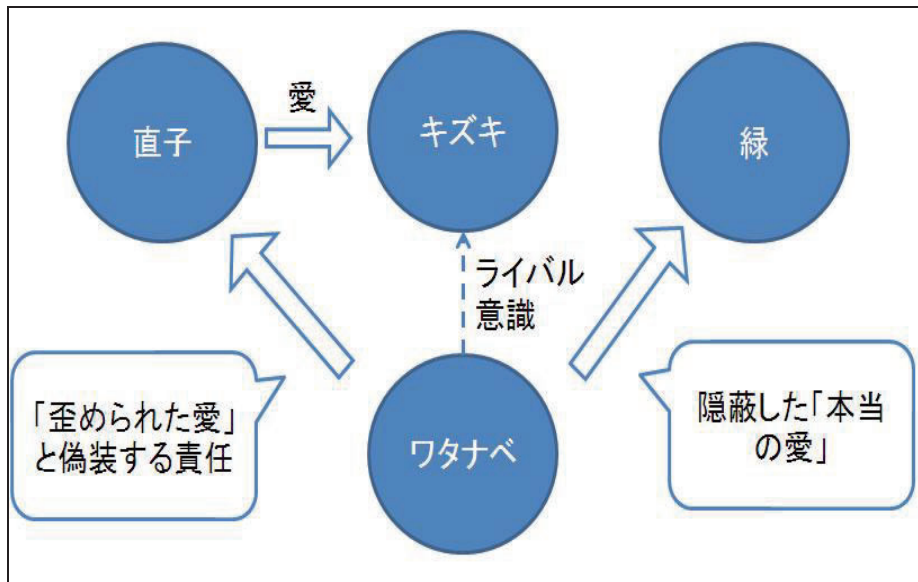 愛
直子
キズキ
緑
ライバル
意識
「歪められた愛」
と偽装する責任
ワタナベ
隠蔽した「本当
の愛」